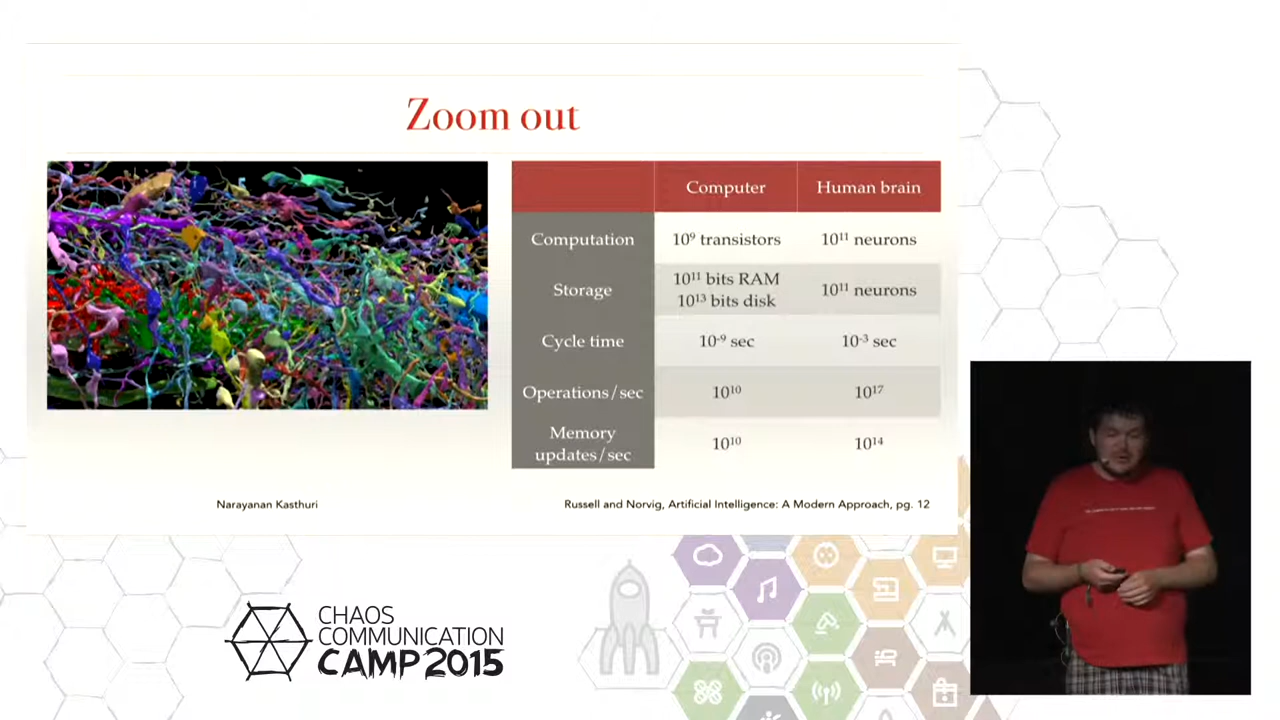 Zoom out
Computer Human brain
Computation 10⁹ transistors 10¹¹ neurons
Storage 10¹¹ bits RAM 10¹³ bits disk 10¹¹ neurons
Cycle time 10⁻⁹ sec 10⁻³ sec
Operations/sec 10¹⁰ 10¹⁷
Memory updates/sec 10¹⁰ 10¹⁴
Narayanan Kasthuri
Russell and Norvig, Artificial Intelligence: A Modern Approach, pg. 12
CHAOS
COMMUNICATION
CAMP 2015